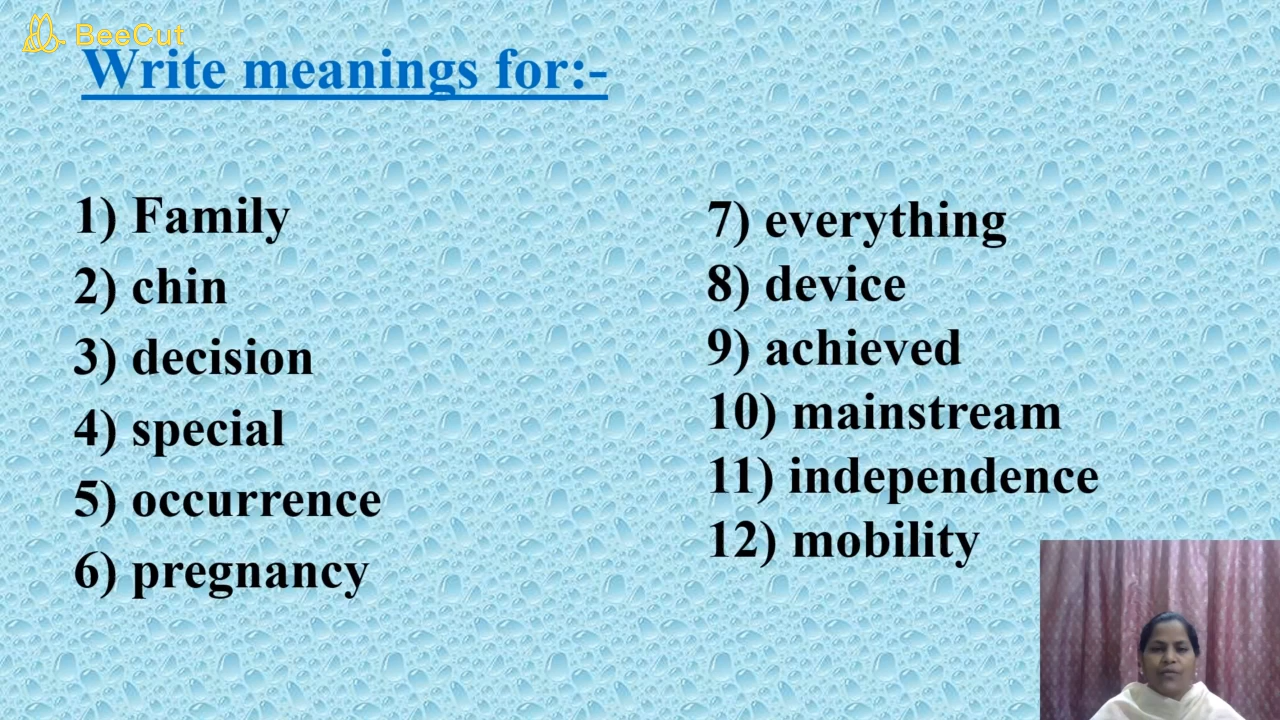 BeeCut
Write meanings for:-
1) Family
2) chin
3) decision
4) special
5) occurrence
6) pregnancy
7) everything
8) device
9) achieved
10) mainstream
11) independence
12) mobility